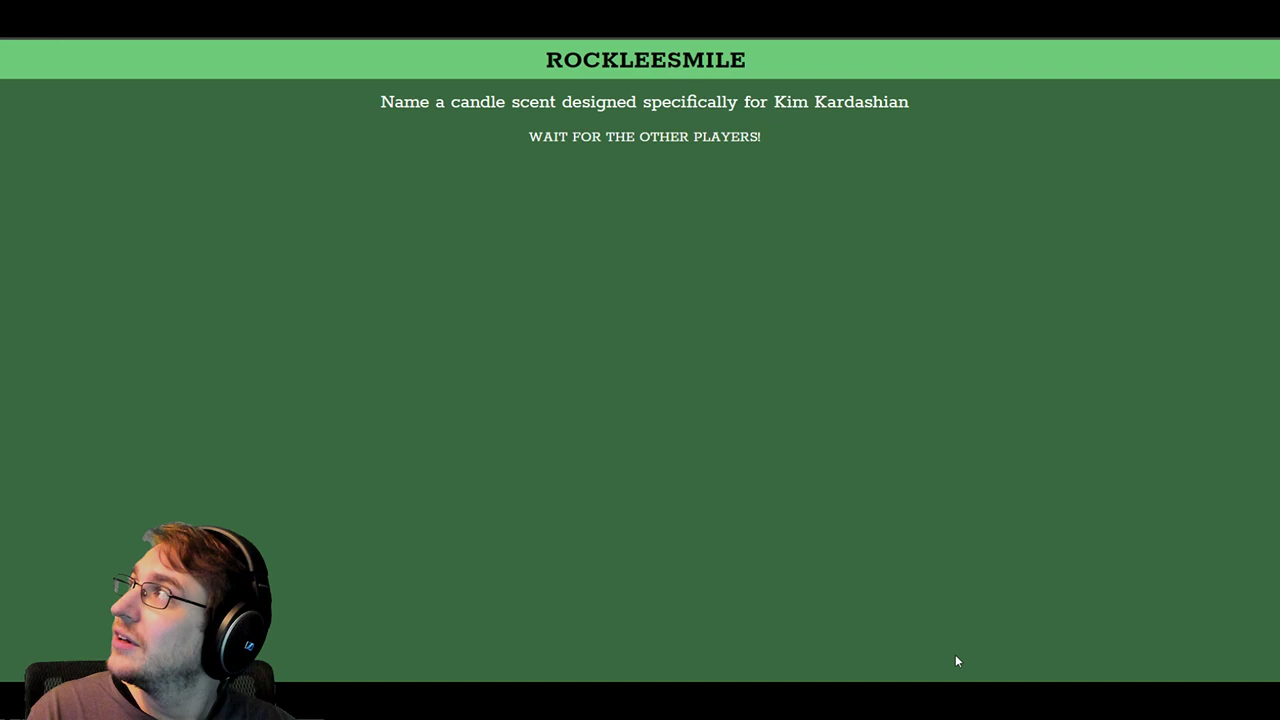 ROCKLEESMILE
Name a candle scent designed specifically for Kim Kardashian
WAIT FOR THE OTHER PLAYERS!